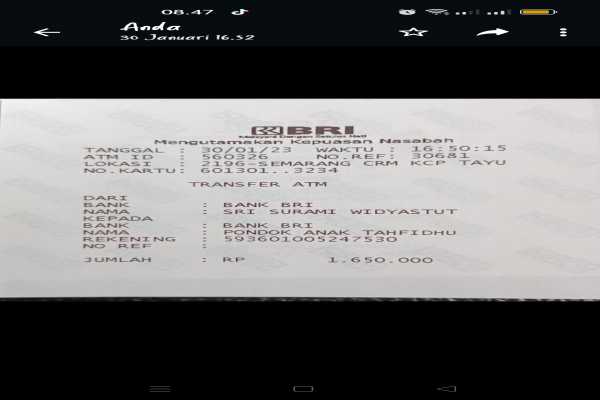 08.47
Anda
30 Januari 16.52
BRI
Melayani Dengan Setulus Hati
Mengutamakan Kepuasan Nasabah
TANGGAL : 30/01/23 WAKTU : 16:50:15
ATM ID : 560326 NO.REF: 30681
LOKASI : 2196-SEMARANG CRM KCP TAYU
NO.KARTU: 601301..3234
TRANSFER ATM
DARI
BANK : BANK BRI
NAMA : SRI SURAMI WIDYASTUT
KEPADA
BANK : BANK BRI
NAMA : PONDOK ANAK TAHFIDHU
REKENING : 593601005247530
NO REF :
JUMLAH : RP 1.650.000